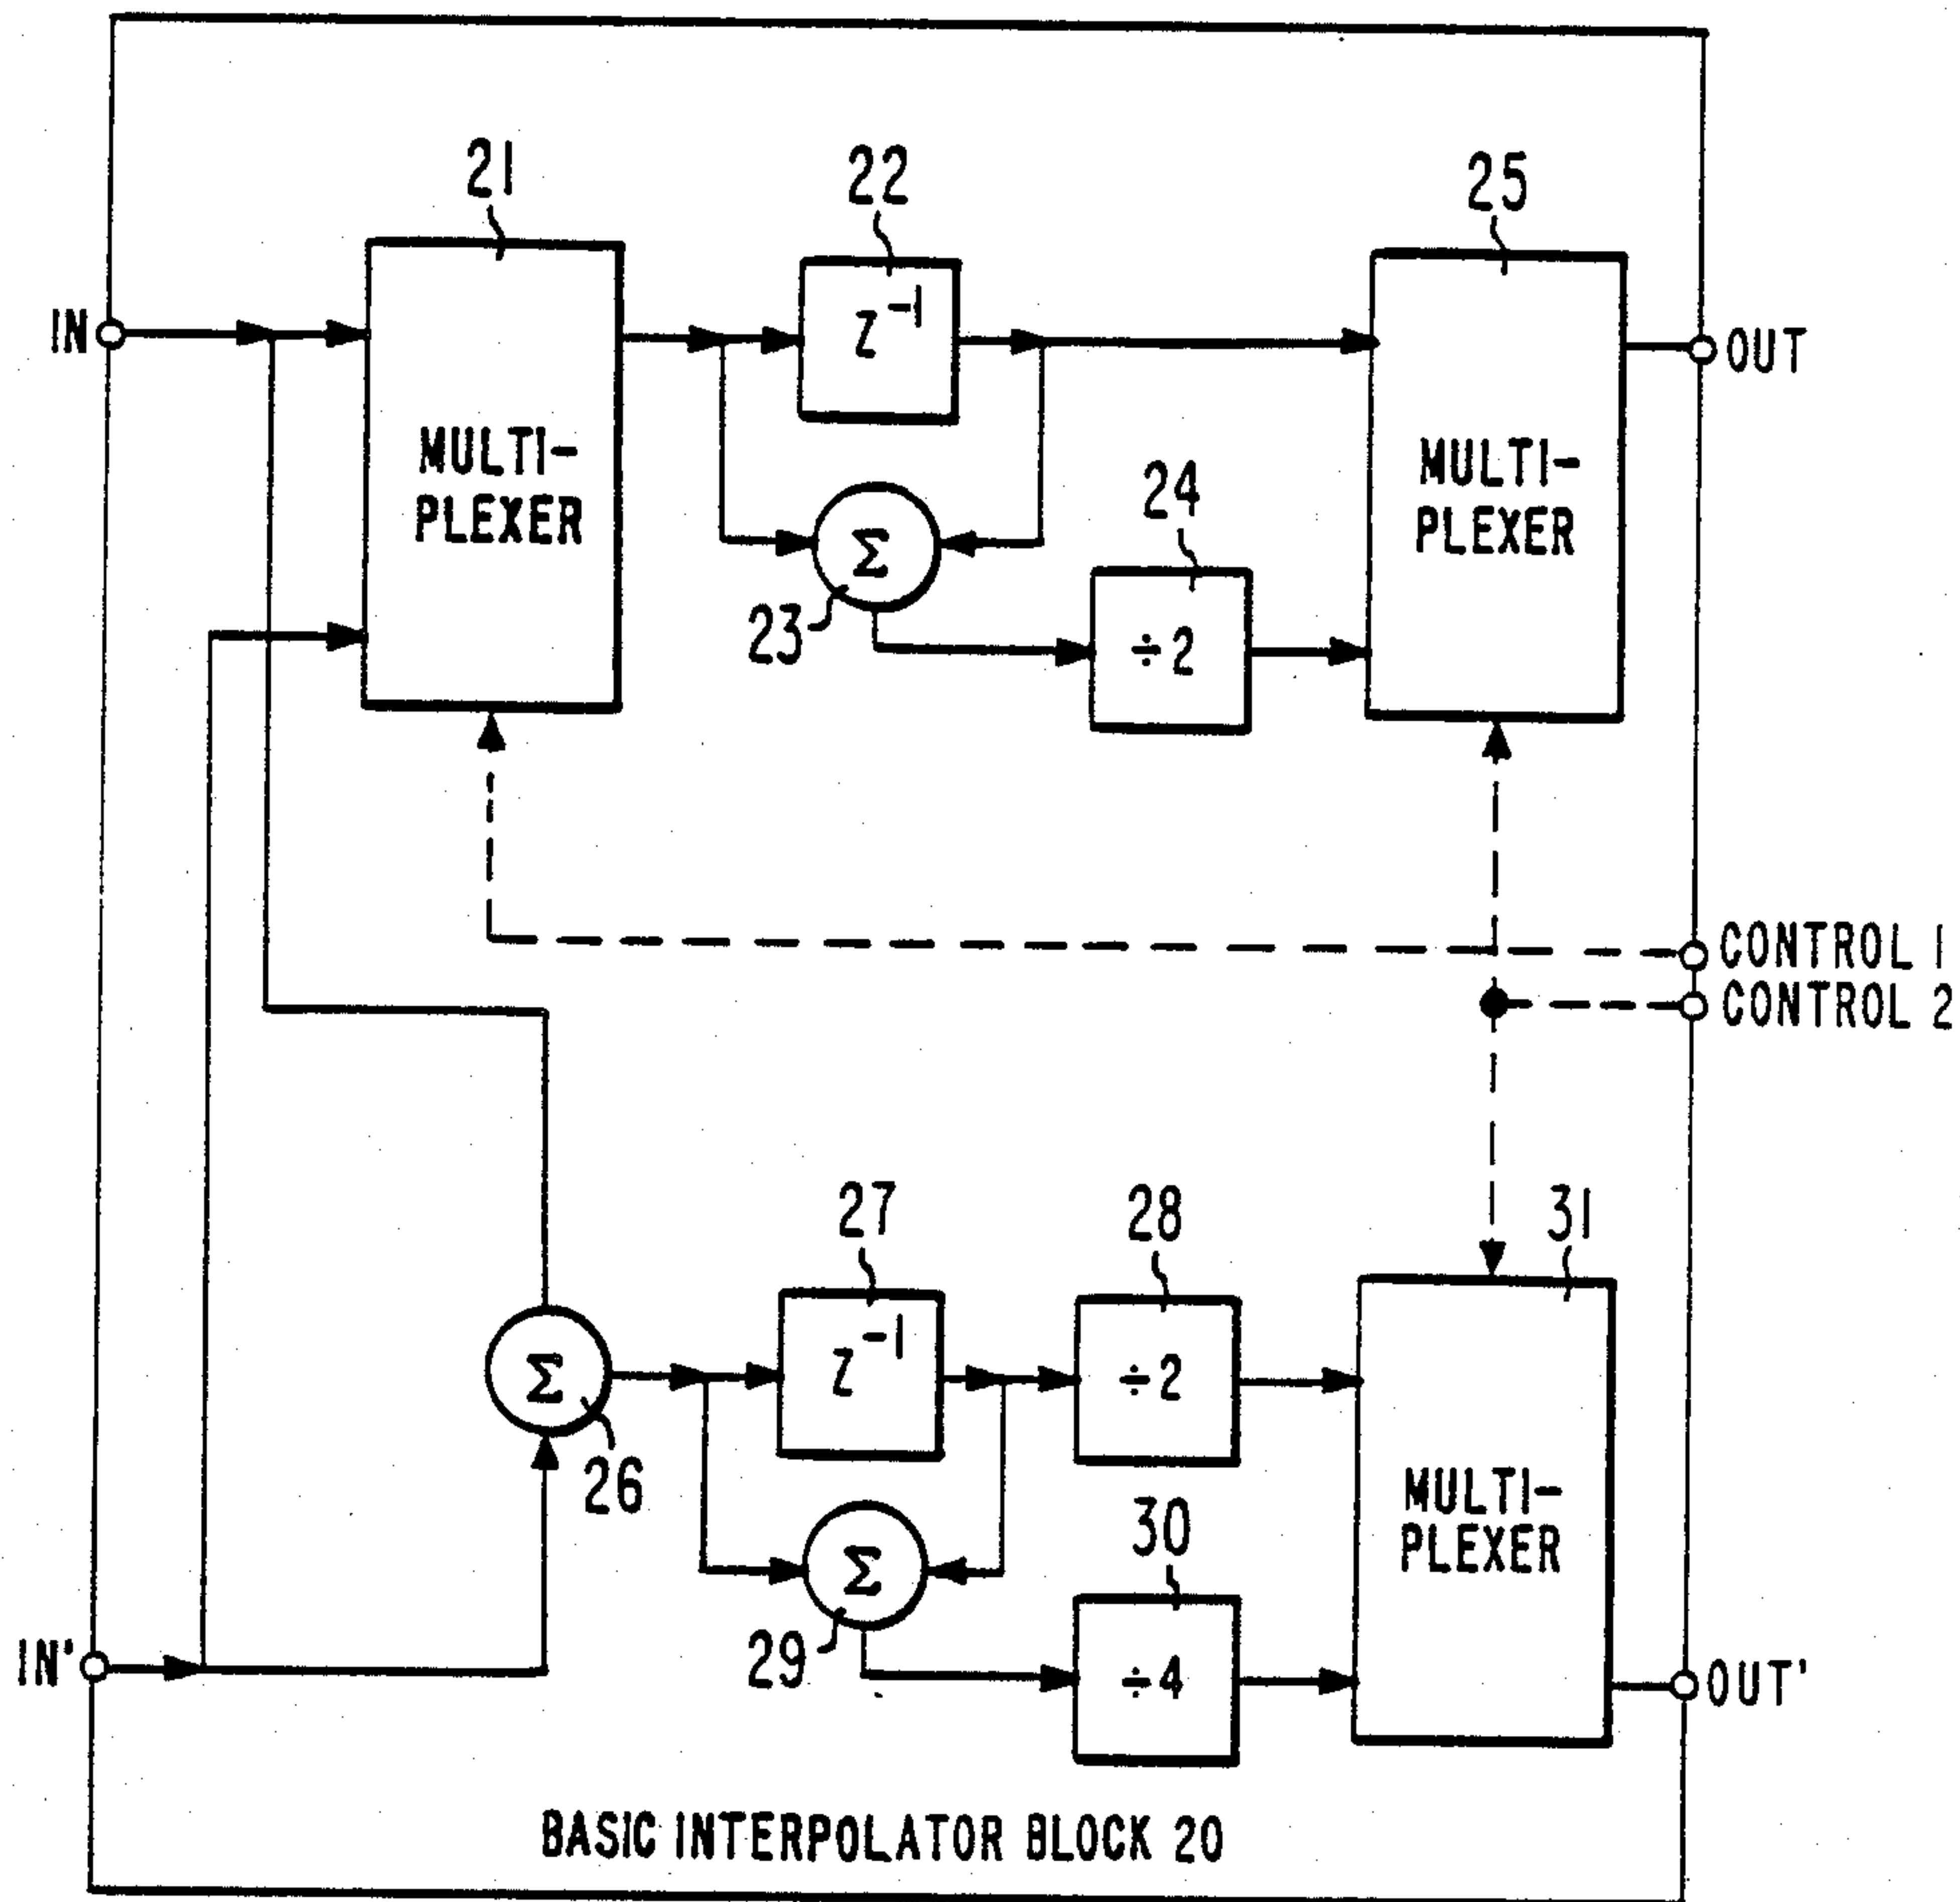 21
22
25
IN
Z⁻¹
OUT
MULTI-
PLEXER
MULTI-
PLEXER
24
Σ
23
÷2
CONTROL 1
CONTROL 2
27
28
31
Σ
Z⁻¹
÷2
26
MULTI-
PLEXER
30
Σ
29
÷4
IN'
OUT'
BASIC INTERPOLATOR BLOCK 20